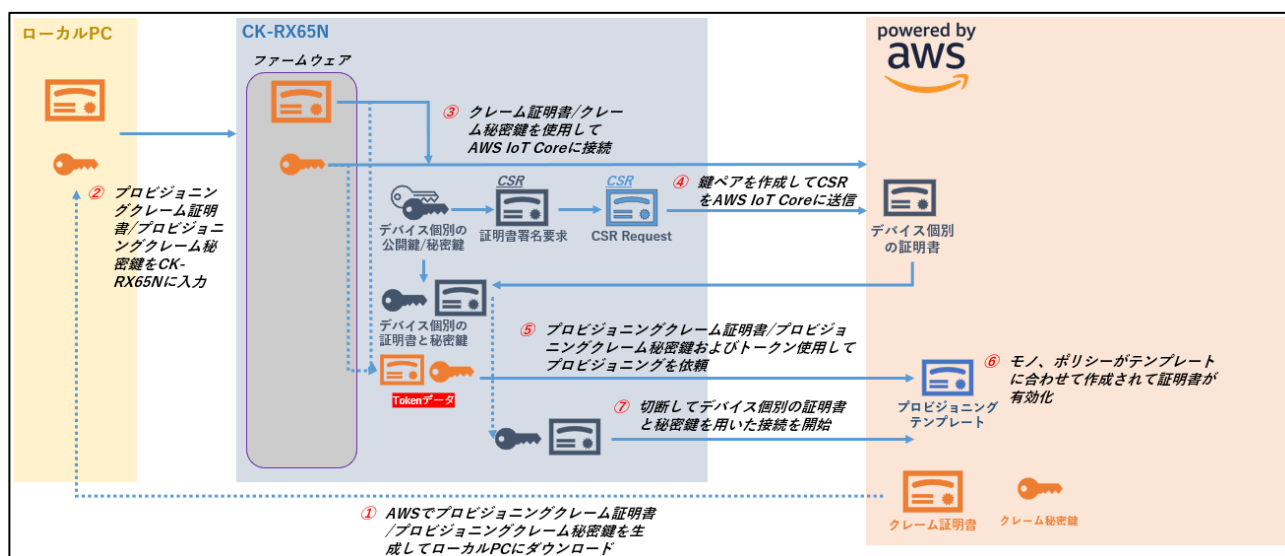 ローカルPC
CK-RX65N
powered by
aws
ファームウェア
③ クレーム証明書/クレー
ム秘密鍵を使用して
AWS IoT Coreに接続
② プロビジョニン
グクレーム証明
書/プロビジョニ
ングクレーム秘
密鍵をCK-
RX65Nに入力
CSR
CSR
④ 鍵ペアを作成してCSR
をAWS IoT Coreに送信
デバイス個別の
公開鍵/秘密鍵
証明書署名要求
CSR Request
デバイス個別
の証明書
デバイス個別の
証明書と秘密鍵
⑤ プロビジョニングクレーム証明書/プロビジョ
ニングクレーム秘密鍵およびトークン使用して
プロビジョニングを依頼
⑥ モノ、ポリシーがテンプレート
に合わせて作成されて証明書が
有効化
Tokenデータ
プロビジョニング
テンプレート
⑦ 切断してデバイス個別の証明書
と秘密鍵を用いた接続を開始
① AWSでプロビジョニングクレーム証明書
/プロビジョニングクレーム秘密鍵を生
成してローカルPCにダウンロード
クレーム証明書
クレーム秘密鍵